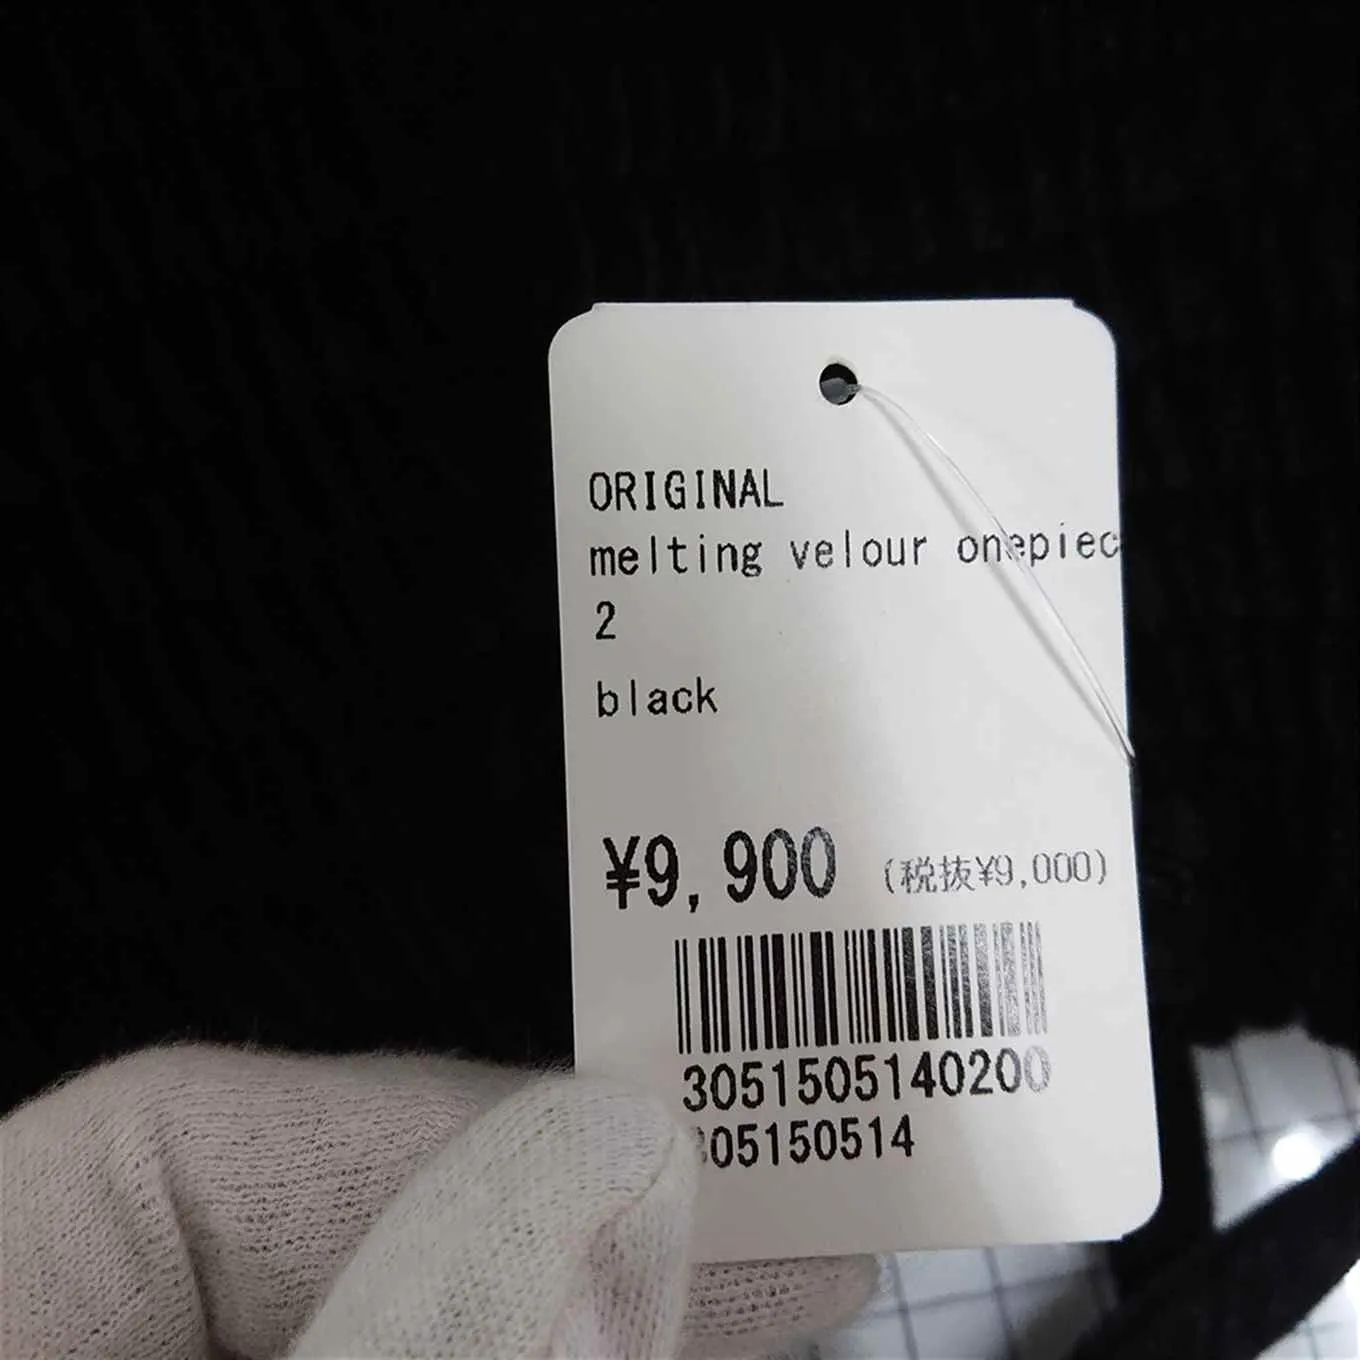 ORIGINAL
melting velour onepiec
2
black
¥9,900 (税抜¥9,000)
3051505140200
305150514